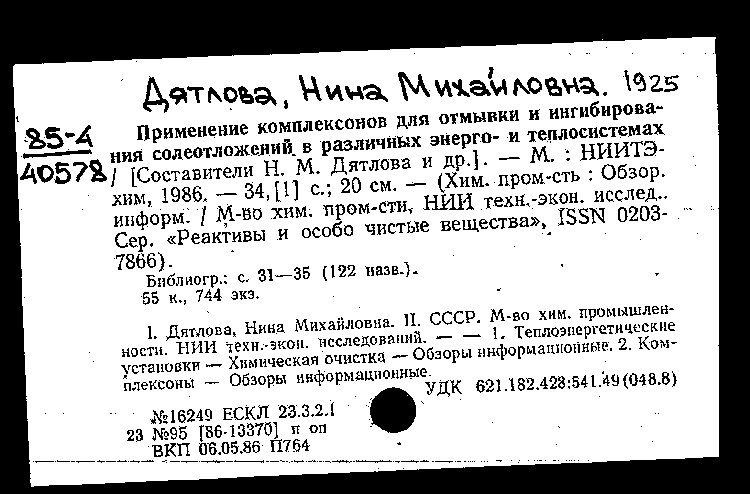 Дятлова, Нина Михайловна. 1925
85-4
40578
Применение комплексонов для отмывки и ингибирова-
ния солеотложений в различных энерго- и теплосистемах
/ [Составители Н. М. Дятлова и др.]. — М. : НИИТЭ-
хим, 1986. — 34,[1] с.; 20 см. — (Хим. пром-сть : Обзор.
информ. / М-во хим. пром-сти, НИИ техн.-экон. исслед..
Сер. «Реактивы и особо чистые вещества», ISSN 0203-
7866).
Библиогр.: с. 31—35 (122 назв.).
55 к., 744 экз.
I. Дятлова, Нина Михайловна. II. СССР. М-во хим. промышлен-
ности. НИИ техн.-экон. исследований. — — 1. Теплоэнергетические
установки — Химическая очистка — Обзоры информационные. 2. Ком-
плексоны — Обзоры информационные.
УДК 621.182.428:541.49(048.8)
№16249 ЕСКЛ 23.3.2.1
23 №95 [86-13370] п оп
ВКП 06.05.86 П764